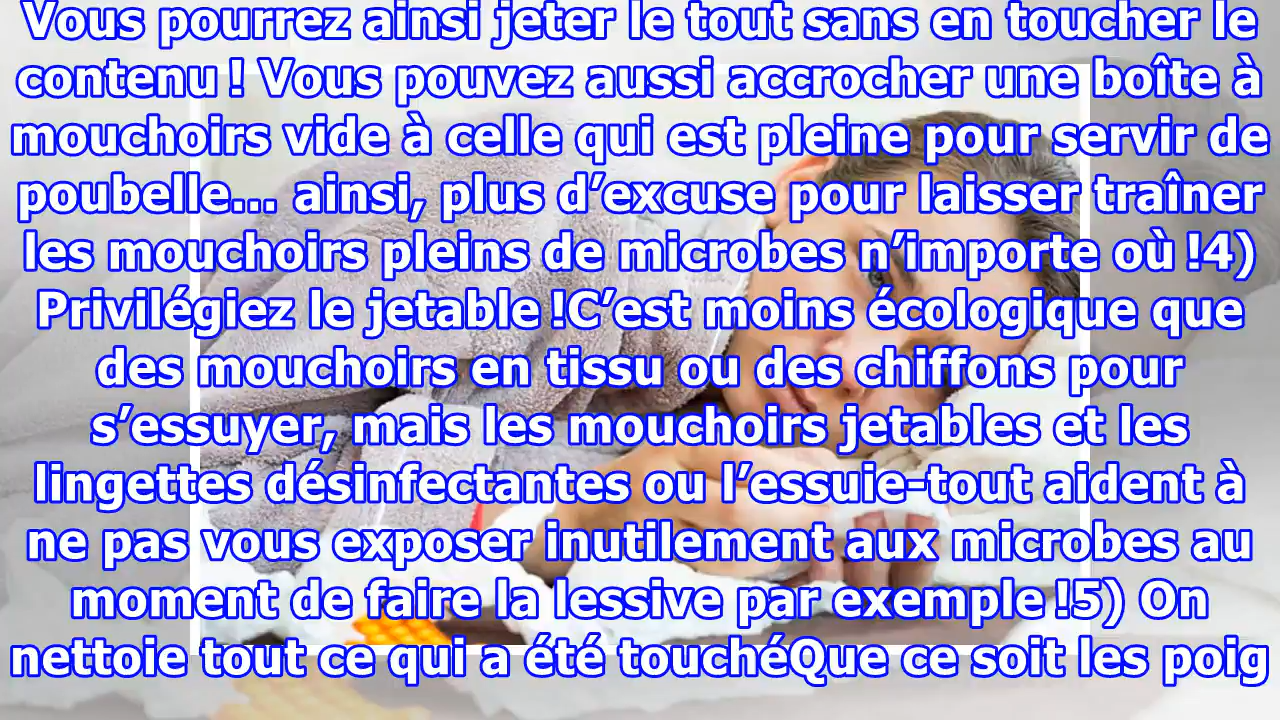 Vous pourrez ainsi jeter le tout sans en toucher le
contenu ! Vous pouvez aussi accrocher une boîte à
mouchoirs vide à celle qui est pleine pour servir de
poubelle... ainsi, plus d’excuse pour laisser traîner
les mouchoirs pleins de microbes n’importe où !4)
Privilégiez le jetable !C’est moins écologique que
des mouchoirs en tissu ou des chiffons pour
s’essuyer, mais les mouchoirs jetables et les
lingettes désinfectantes ou l’essuie-tout aident à
ne pas vous exposer inutilement aux microbes au
moment de faire la lessive par exemple !5) On
nettoie tout ce qui a été touchéQue ce soit les poig